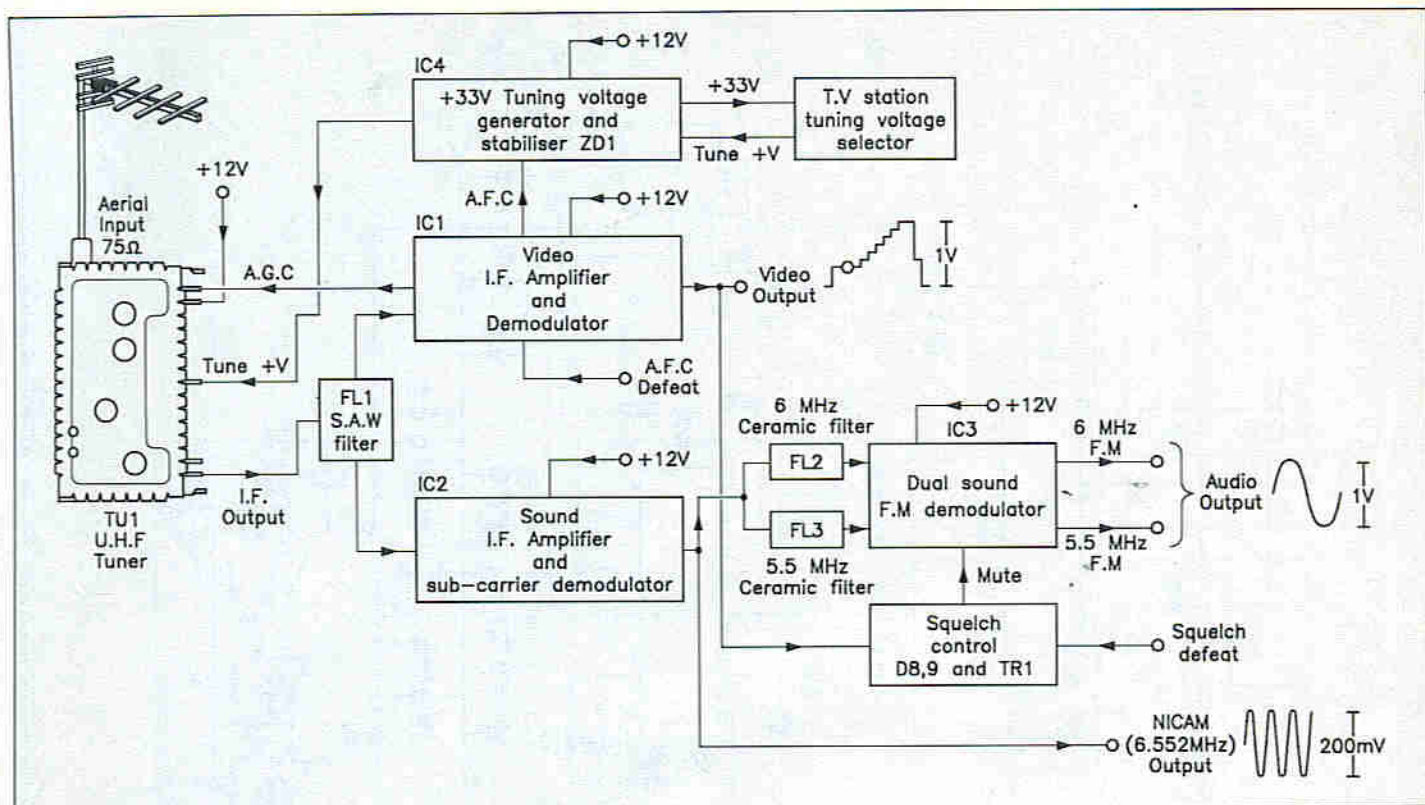 +12V
IC4
+33V Tuning voltage
generator and
stabiliser ZD1
+33V
Tune +V
T.V station
tuning voltage
selector
+12V
Aerial
Input
75Ω
A.F.C
+12V
IC1
Video
I.F. Amplifier
and
Demodulator
A.G.C
Video
Output
1V
Tune +V
A.F.C
Defeat
FL1
S.A.W
filter
I.F.
Output
TU1
U.H.F
Tuner
+12V
IC2
Sound
I.F. Amplifier
and
sub-carrier demodulator
6 MHz
Ceramic filter
FL2
FL3
5.5 MHz
Ceramic filter
+12V
IC3
Dual sound
F.M demodulator
6 MHz
F.M
5.5 MHz
F.M
Audio
Output
1V
Mute
Squelch
control
D8,9 and TR1
Squelch
defeat
NICAM
(6.552MHz)
Output
200mV